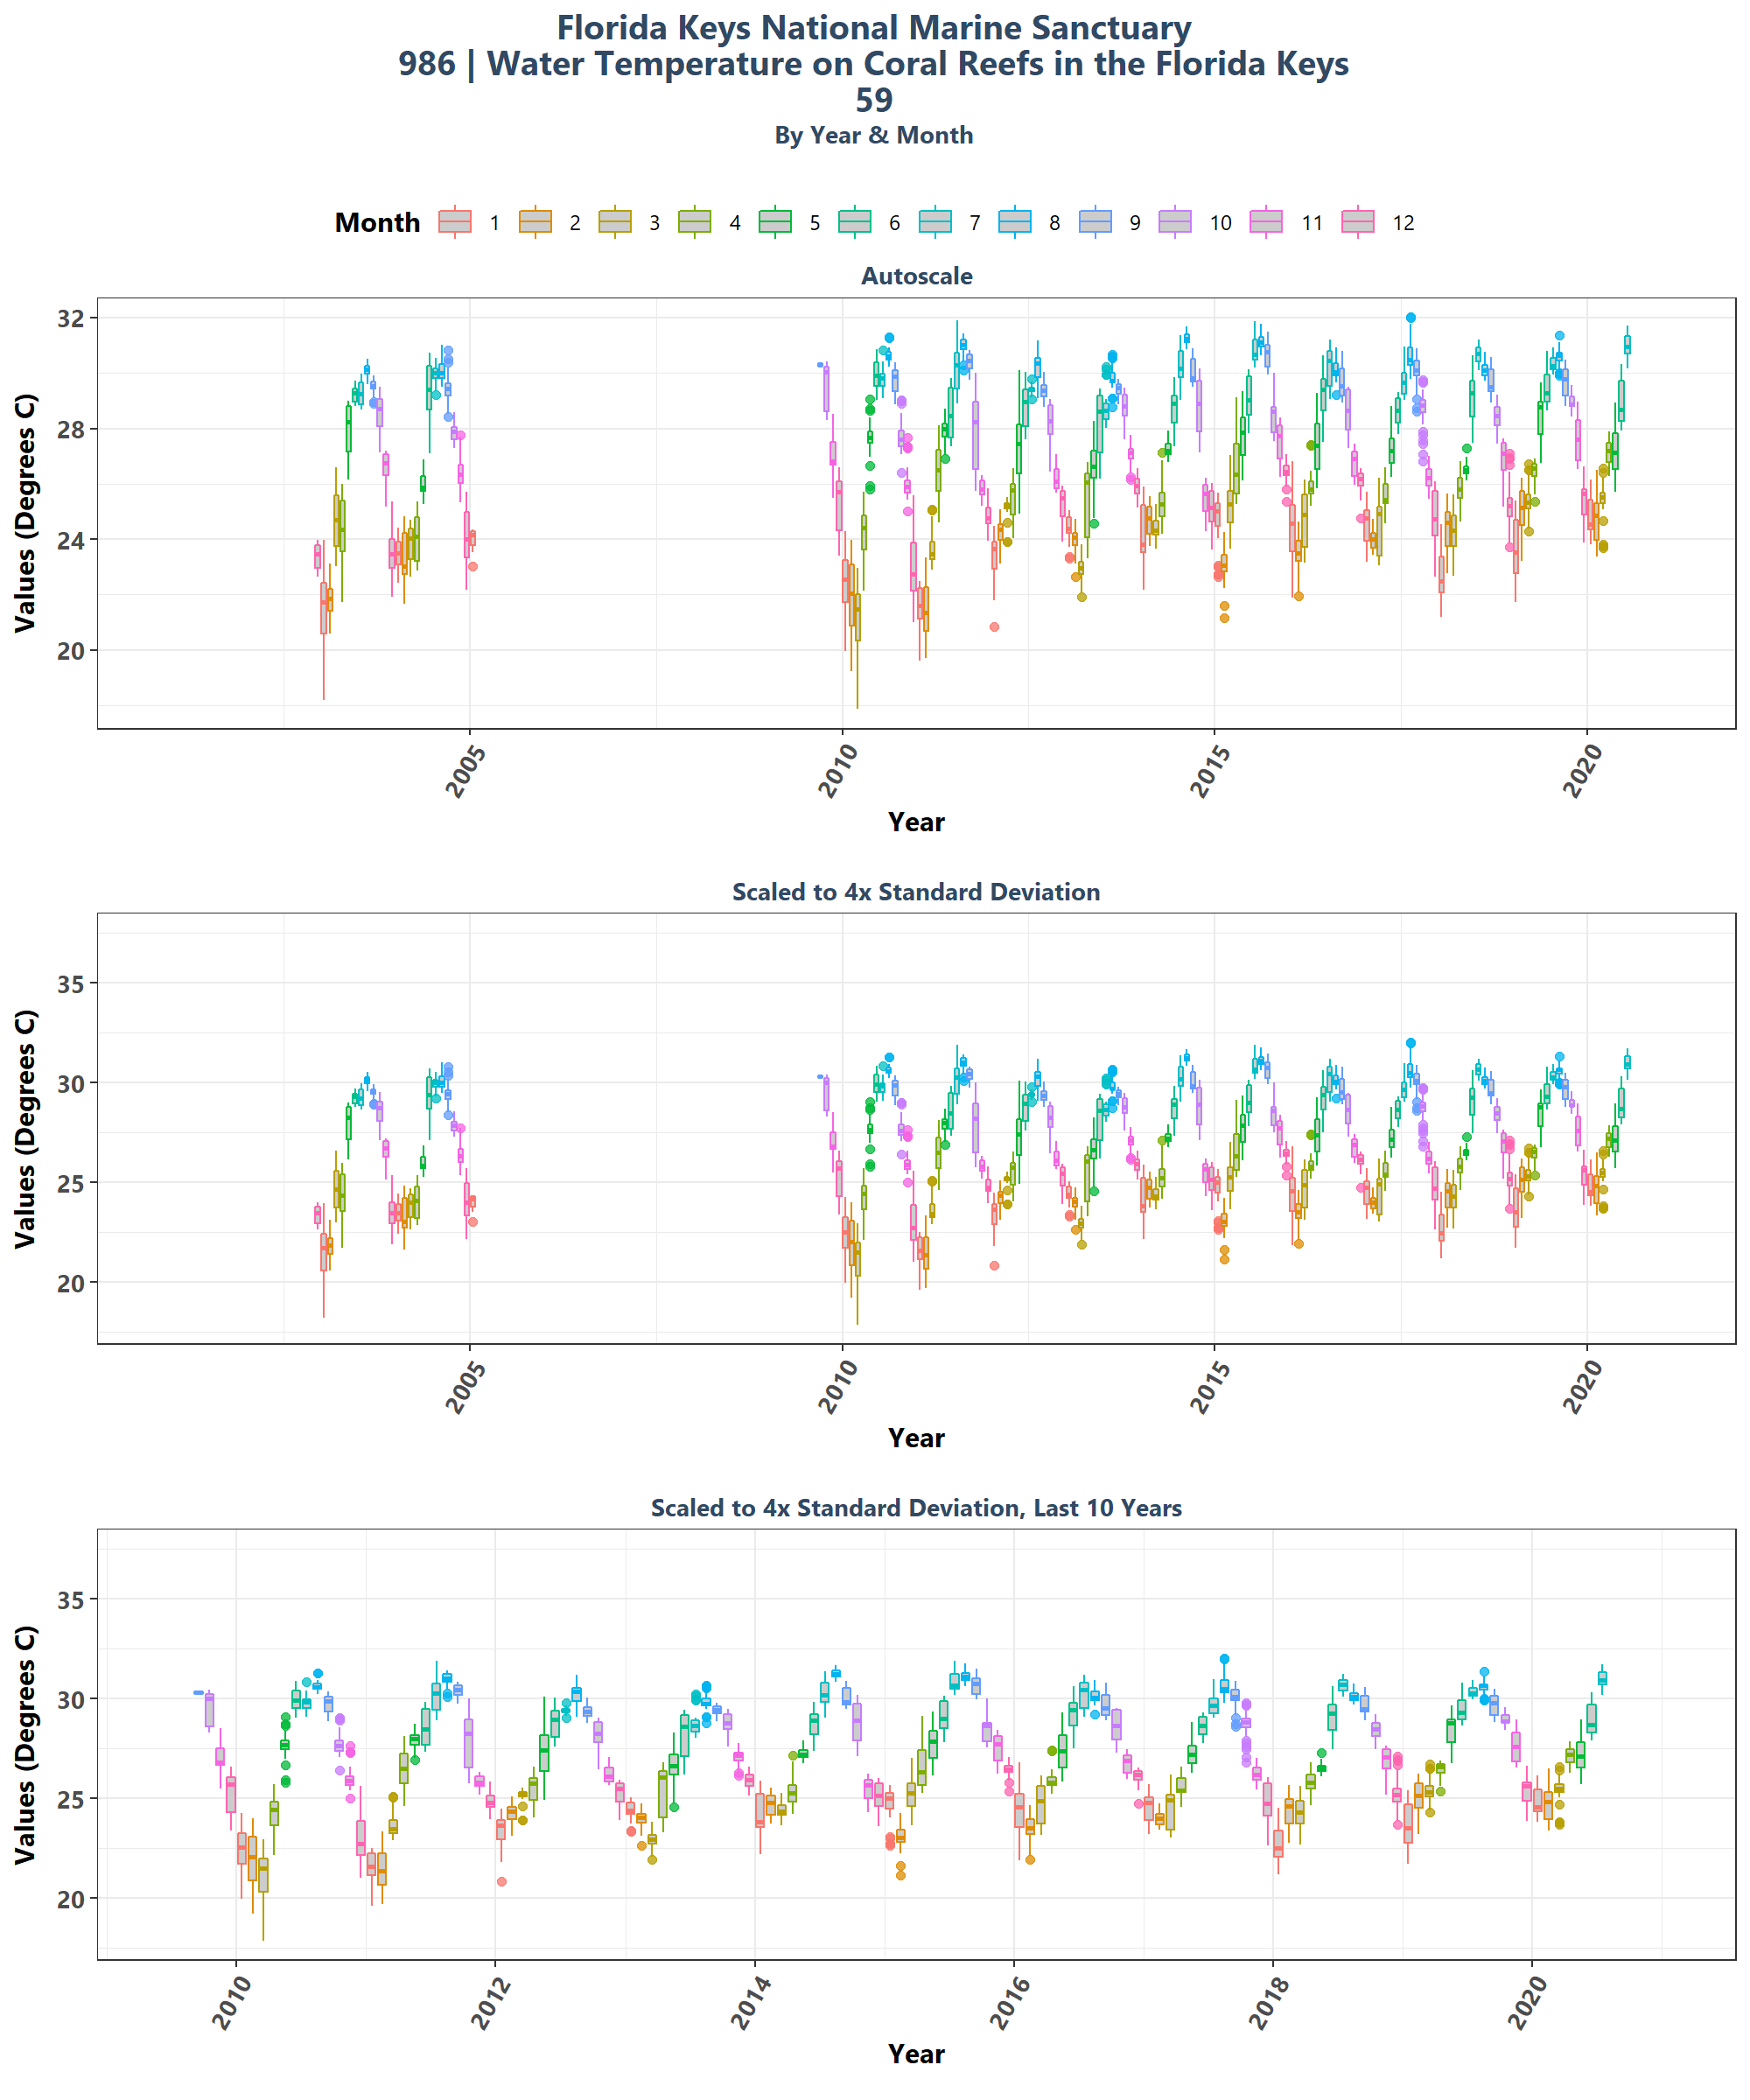 Florida Keys National Marine Sanctuary
986 | Water Temperature on Coral Reefs in the Florida Keys
59
By Year & Month
Month 1 2 3 4 5 6 7 8 9 10 11 12
Autoscale
Values (Degrees C)
32
28
24
20
2005 2010 2015 2020
Year
Scaled to 4x Standard Deviation
Values (Degrees C)
35
30
25
20
2005 2010 2015 2020
Year
Scaled to 4x Standard Deviation, Last 10 Years
Values (Degrees C)
35
30
25
20
2010 2012 2014 2016 2018 2020
Year